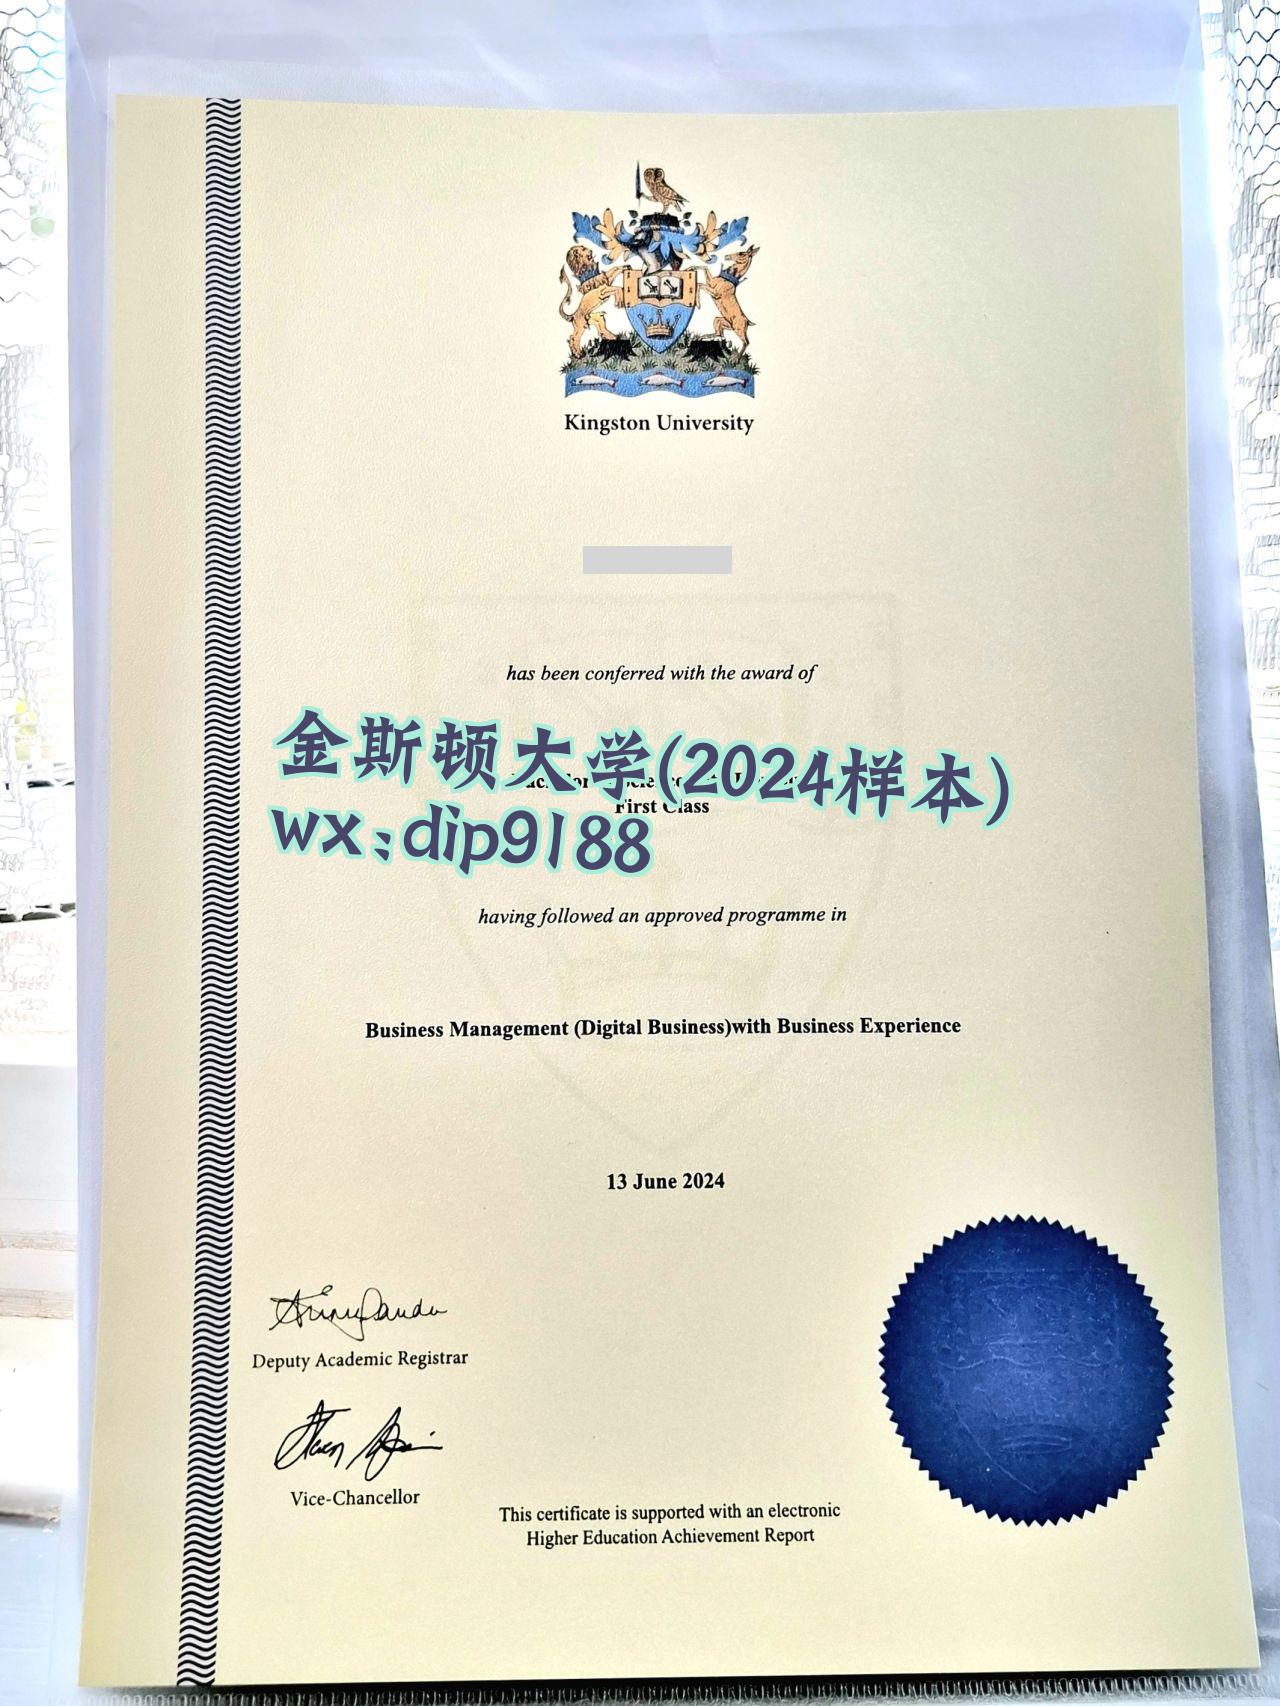 Kingston University
has been conferred with the award of
金斯顿大学(2024样本)
First Class
wx:dip9188
having followed an approved programme in
Business Management (Digital Business)with Business Experience
13 June 2024
Deputy Academic Registrar
Vice-Chancellor
This certificate is supported with an electronic
Higher Education Achievement Report